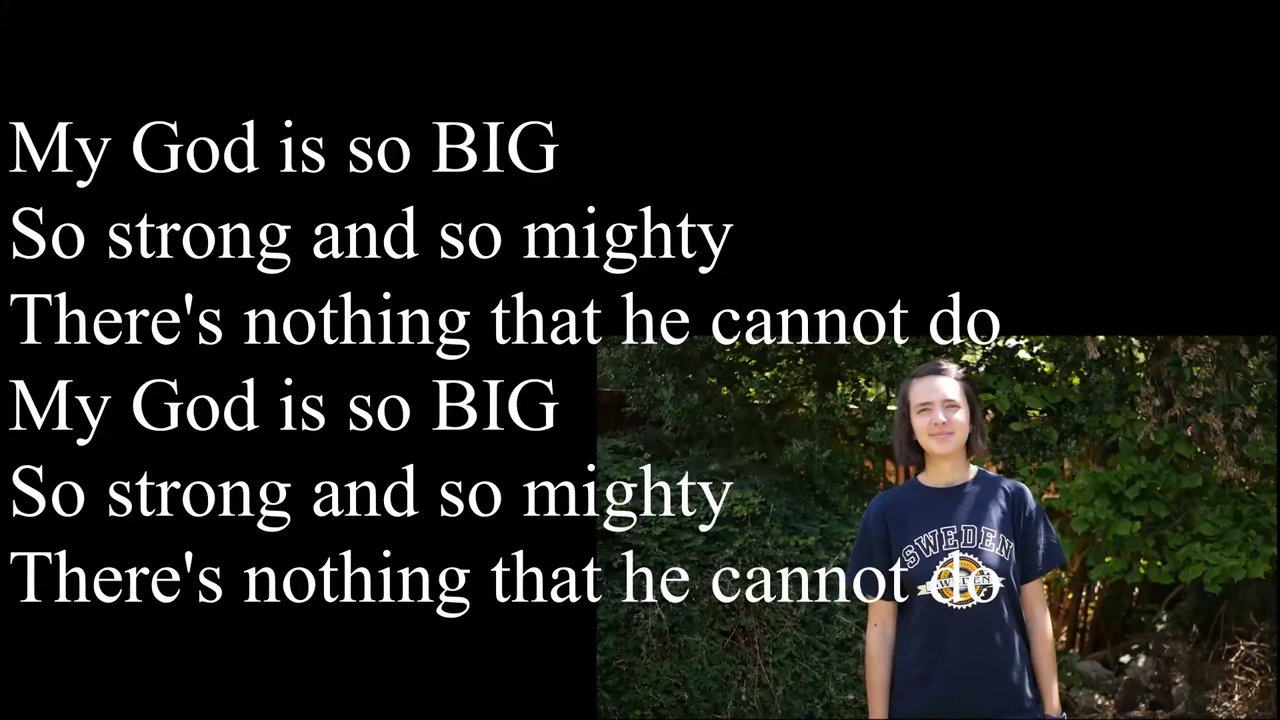 My God is so BIG
So strong and so mighty
There's nothing that he cannot do
My God is so BIG
So strong and so mighty
There's nothing that he cannot do
SWEDEN